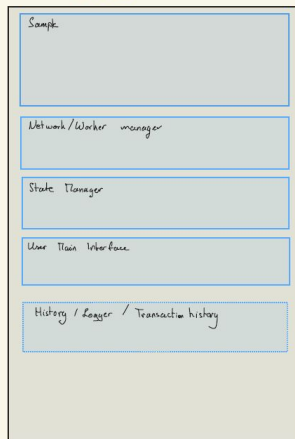 Sample
Network/Worker manager
State Manager
User Main Interface
History / Logger / Transaction history